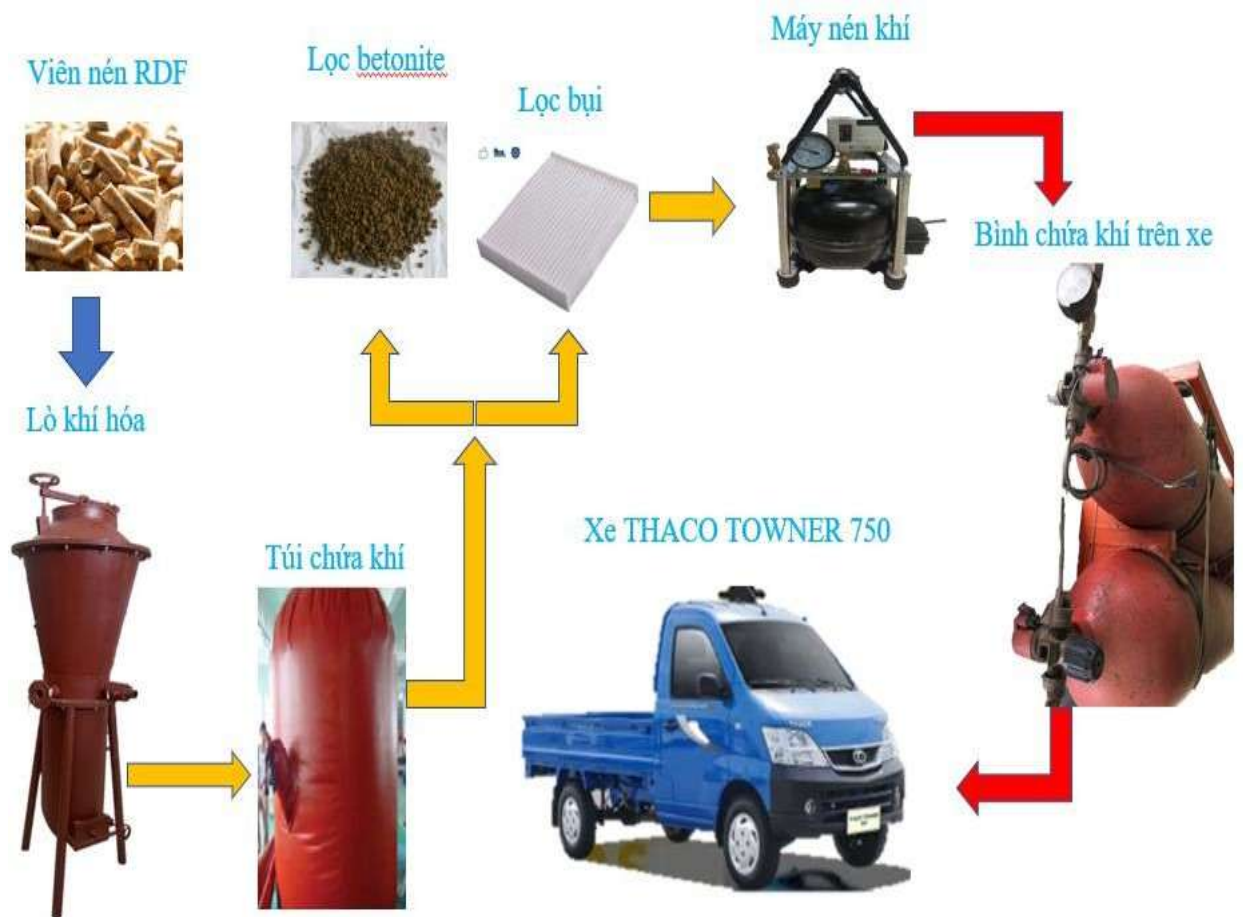 Viên nén RDF
Lọc betonite
Lọc bụi
Máy nén khí
Bình chứa khí trên xe
Lò khí hóa
Túi chứa khí
Xe THACO TOWNER 750